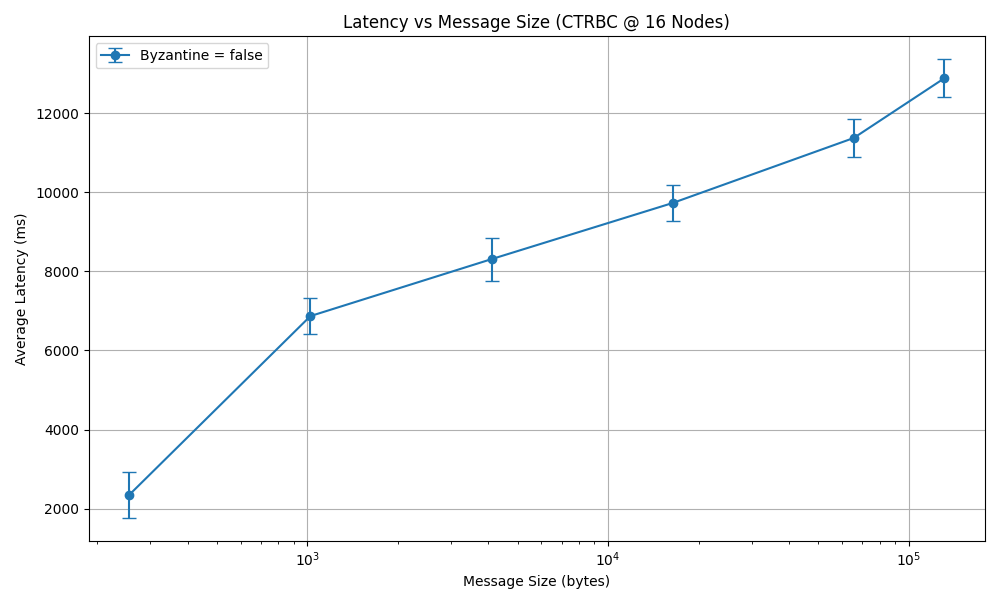 Latency vs Message Size (CTRBC @ 16 Nodes)
Byzantine = false
Average Latency (ms)
12000
10000
8000
6000
4000
2000
10³
10⁴
10⁵
Message Size (bytes)